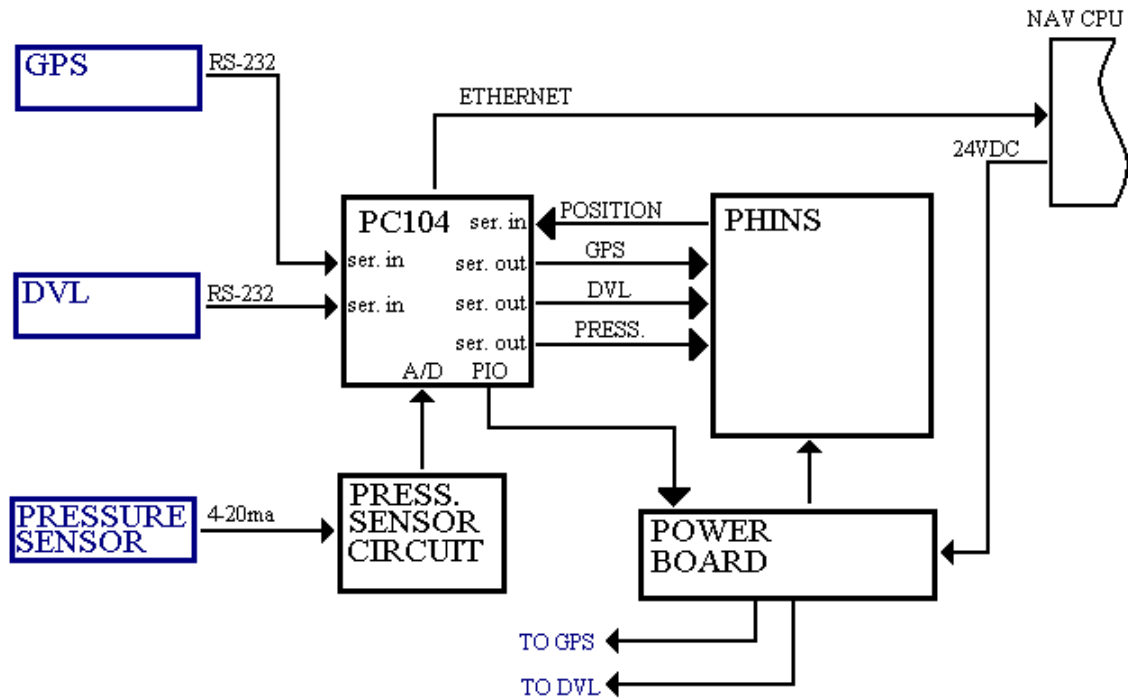 NAV CPU
GPS
RS-232
ETHERNET
24VDC
PC104
ser. in
POSITION
PHINS
ser. in
ser. out
GPS
DVL
RS-232
ser. in
ser. out
DVL
ser. out
PRESS.
A/D
PIO
PRESSURE
SENSOR
4-20ma
PRESS.
SENSOR
CIRCUIT
POWER
BOARD
TO GPS
TO DVL